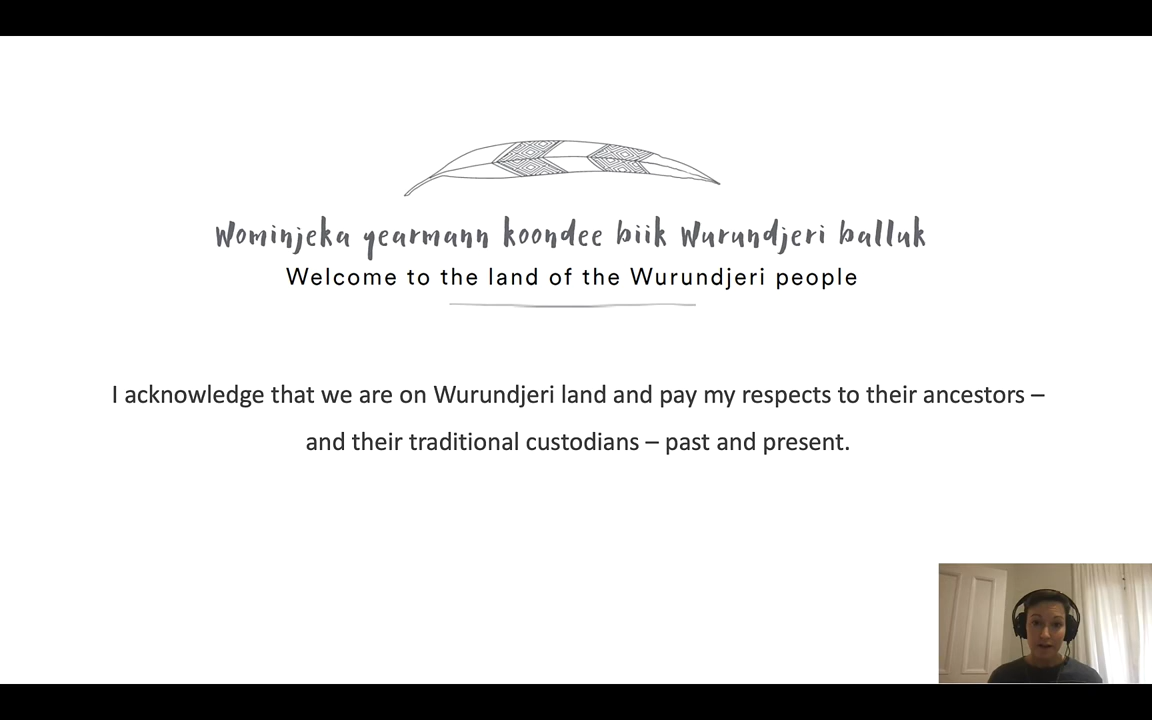 Wominjeka yearmann koondee biik Wurundjeri balluk
Welcome to the land of the Wurundjeri people
I acknowledge that we are on Wurundjeri land and pay my respects to their ancestors –
and their traditional custodians – past and present.